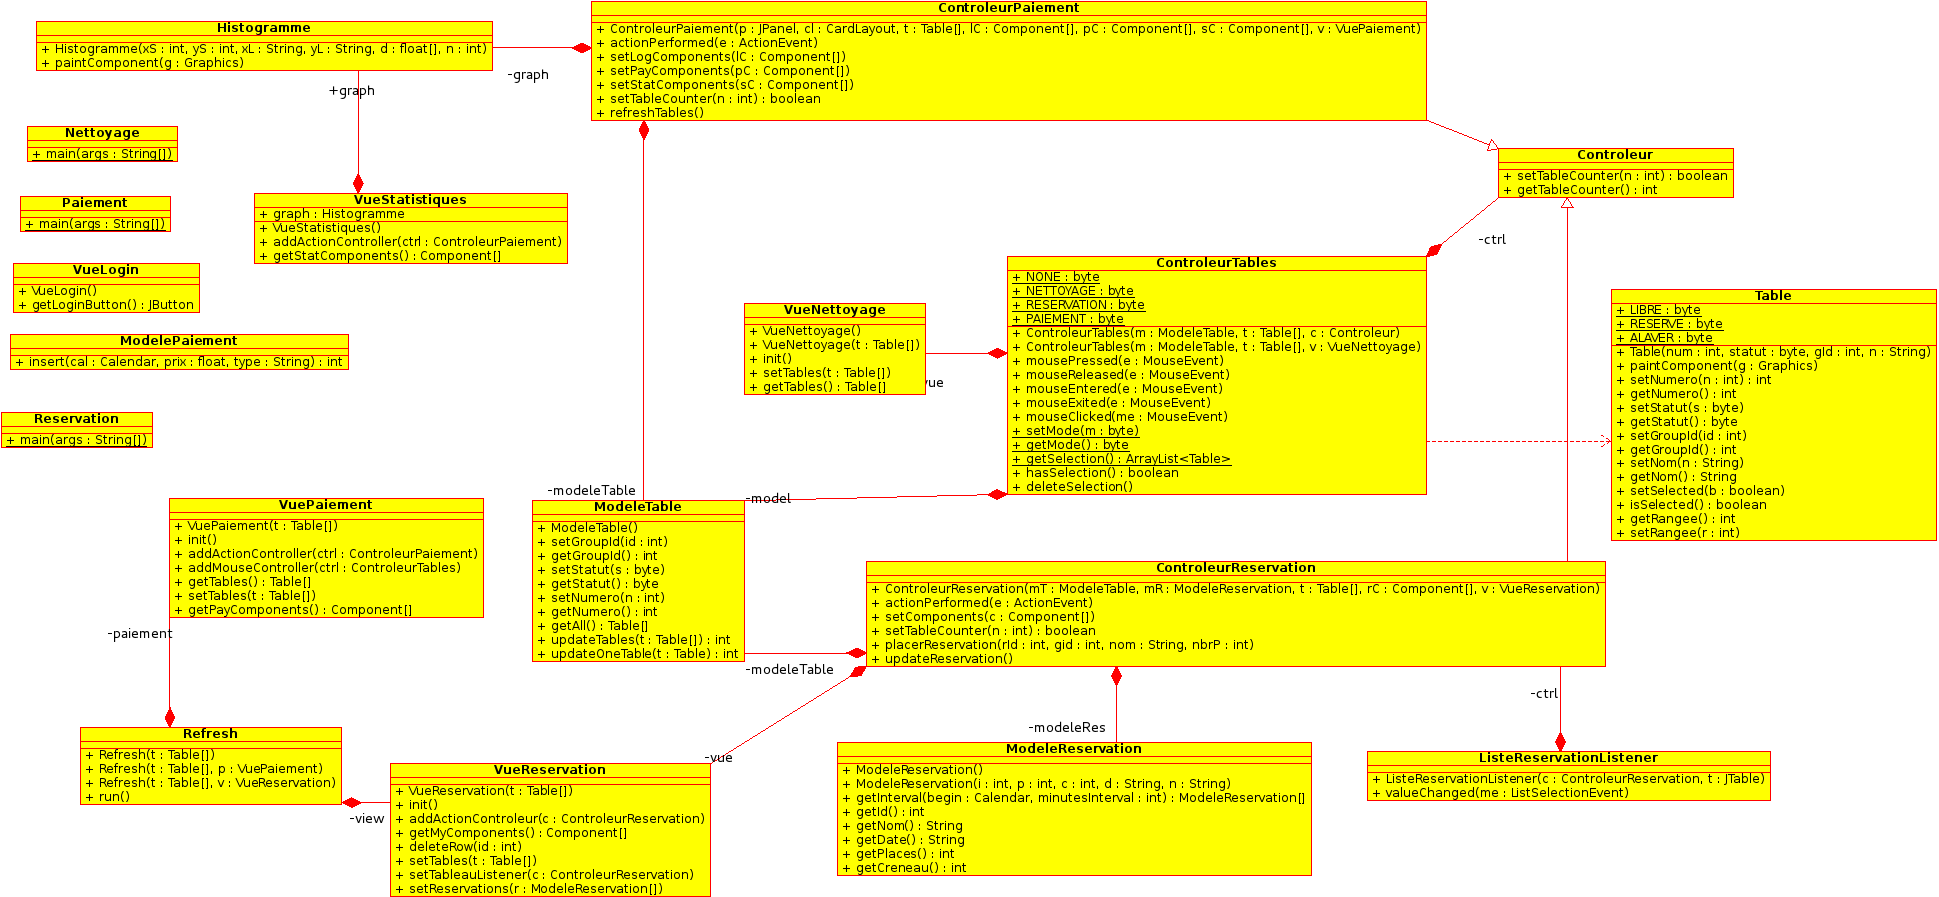 Histogramme
+ Histogramme(xS : int, yS : int, xL : String, yL : String, d : float[], n : int)
+ paintComponent(g : Graphics)
-graph
+graph
ControleurPaiement
+ ControleurPaiement(p : JPanel, cl : CardLayout, t : Table[], lC : Component[], pC : Component[], sC : Component[], v : VuePaiement)
+ actionPerformed(e : ActionEvent)
+ setLogComponents(lC : Component[])
+ setPayComponents(pC : Component[])
+ setStatComponents(sC : Component[])
+ setTableCounter(n : int) : boolean
+ refreshTables()
Nettoyage
+ main(args : String[])
Paiement
+ main(args : String[])
VueLogin
+ VueLogin()
+ getLoginButton() : JButton
ModelePaiement
+ insert(cal : Calendar, prix : float, type : String) : int
Reservation
+ main(args : String[])
VueStatistiques
+ graph : Histogramme
+ VueStatistiques()
+ addActionController(ctrl : ControleurPaiement)
+ getStatComponents() : Component[]
Controleur
+ setTableCounter(n : int) : boolean
+ getTableCounter() : int
-ctrl
ControleurTables
+ NONE : byte
+ NETTOYAGE : byte
+ RESERVATION : byte
+ PAIEMENT : byte
+ ControleurTables(m : ModeleTable, t : Table[], c : Controleur)
+ ControleurTables(m : ModeleTable, t : Table[], v : VueNettoyage)
+ mousePressed(e : MouseEvent)
+ mouseReleased(e : MouseEvent)
+ mouseEntered(e : MouseEvent)
+ mouseExited(e : MouseEvent)
+ mouseClicked(me : MouseEvent)
+ setMode(m : byte)
+ getMode() : byte
+ getSelection() : ArrayList<Table>
+ hasSelection() : boolean
+ deleteSelection()
VueNettoyage
+ VueNettoyage()
+ VueNettoyage(t : Table[])
+ init()
+ setTables(t : Table[])
+ getTables() : Table[]
Table
+ LIBRE : byte
+ RESERVE : byte
+ ALAVER : byte
+ Table(num : int, statut : byte, gId : int, n : String)
+ paintComponent(g : Graphics)
+ setNumero(n : int) : int
+ getNumero() : int
+ setStatut(s : byte)
+ getStatut() : byte
+ setGroupId(id : int)
+ getGroupId() : int
+ setNom(n : String)
+ getNom() : String
+ setSelected(b : boolean)
+ isSelected() : boolean
+ getRangee() : int
+ setRangee(r : int)
-modeleTable
-model
ModeleTable
+ ModeleTable()
+ setGroupId(id : int)
+ getGroupId() : int
+ setStatut(s : byte)
+ getStatut() : byte
+ setNumero(n : int)
+ getNumero() : int
+ getAll() : Table[]
+ updateTables(t : Table[]) : int
+ updateOneTable(t : Table) : int
-modeleTable
VuePaiement
+ VuePaiement(t : Table[])
+ init()
+ addActionController(ctrl : ControleurPaiement)
+ addMouseController(ctrl : ControleurTables)
+ getTables() : Table[]
+ setTables(t : Table[])
+ getPayComponents() : Component[]
-paiement
ControleurReservation
+ ControleurReservation(mT : ModeleTable, mR : ModeleReservation, t : Table[], rC : Component[], v : VueReservation)
+ actionPerformed(e : ActionEvent)
+ setComponents(c : Component[])
+ setTableCounter(n : int) : boolean
+ placerReservation(rId : int, gid : int, nom : String, nbrP : int)
+ updateReservation()
-ctrl
-modeleRes
-vue
Refresh
+ Refresh(t : Table[])
+ Refresh(t : Table[], p : VuePaiement)
+ Refresh(t : Table[], v : VueReservation)
+ run()
-view
VueReservation
+ VueReservation(t : Table[])
+ init()
+ addActionControleur(c : ControleurReservation)
+ getMyComponents() : Component[]
+ deleteRow(id : int)
+ setTables(t : Table[])
+ setTableauListener(c : ControleurReservation)
+ setReservations(r : ModeleReservation[])
ModeleReservation
+ ModeleReservation()
+ ModeleReservation(i : int, p : int, c : int, d : String, n : String)
+ getInterval(begin : Calendar, minutesInterval : int) : ModeleReservation[]
+ getId() : int
+ getNom() : String
+ getDate() : String
+ getPlaces() : int
+ getCreneau() : int
ListeReservationListener
+ ListeReservationListener(c : ControleurReservation, t : JTable)
+ valueChanged(me : ListSelectionEvent)